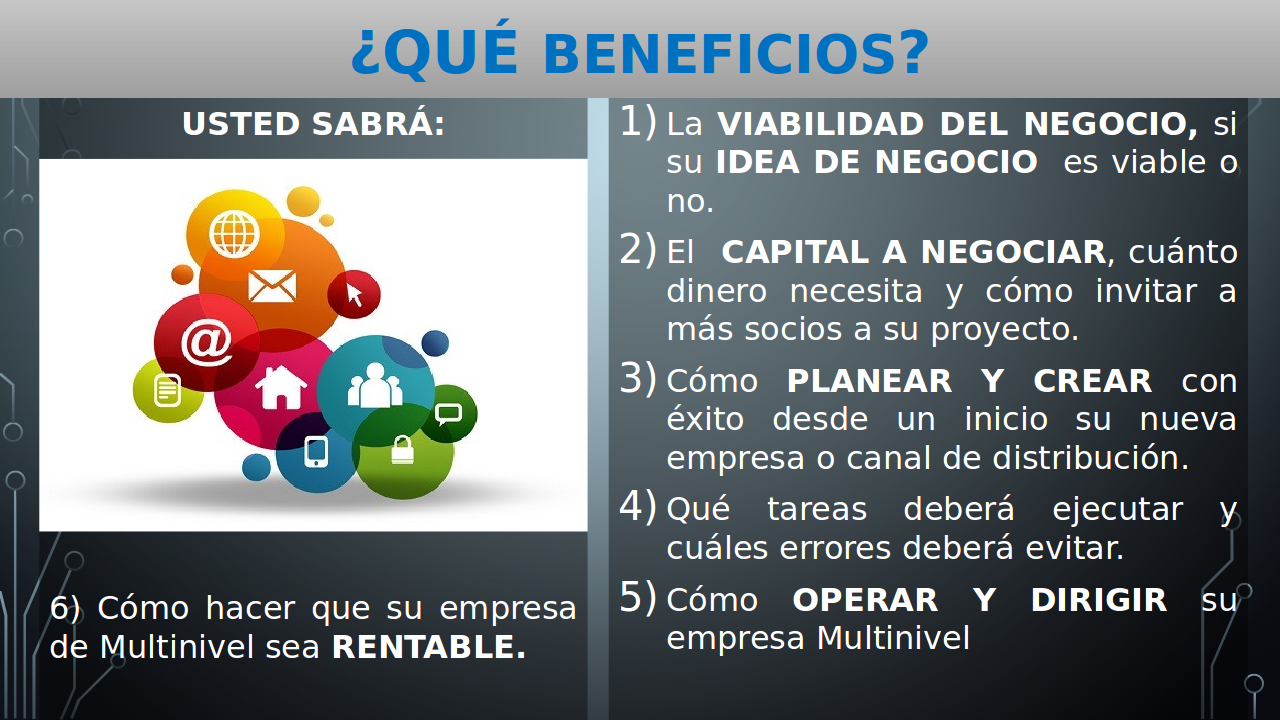 ¿QUÉ BENEFICIOS?
USTED SABRÁ:
@
1) La VIABILIDAD DEL NEGOCIO, si
su IDEA DE NEGOCIO es viable o
no.
2) El CAPITAL A NEGOCIAR, cuánto
dinero necesita y cómo invitar a
más socios a su proyecto.
3) Cómo PLANEAR Y CREAR con
éxito desde un inicio su nueva
empresa o canal de distribución.
4) Qué tareas deberá ejecutar y
cuáles errores deberá evitar.
5) Cómo OPERAR Y DIRIGIR su
empresa Multinivel
6) Cómo hacer que su empresa
de Multinivel sea RENTABLE.